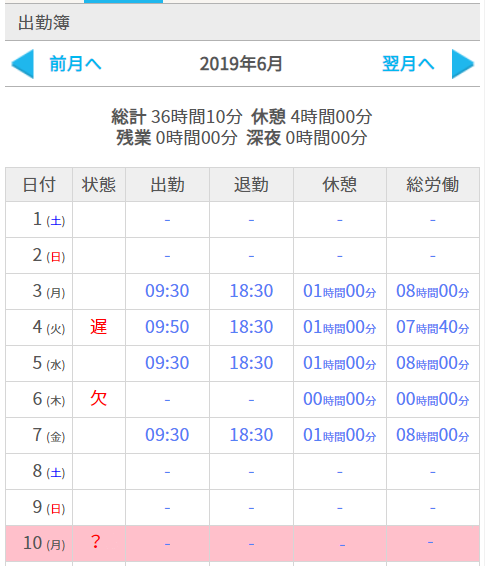 出勤簿
前月へ 2019年6月 翌月へ
総計 36時間10分 休憩 4時間00分
残業 0時間00分 深夜 0時間00分
日付 状態 出勤 退勤 休憩 総労働
1 (土) - - - -
2 (日) - - - -
3 (月) 09:30 18:30 01時間00分 08時間00分
4 (火) 遅 09:50 18:30 01時間00分 07時間40分
5 (水) 09:30 18:30 01時間00分 08時間00分
6 (木) 欠 - - 00時間00分 00時間00分
7 (金) 09:30 18:30 01時間00分 08時間00分
8 (土) - - - -
9 (日) - - - -
10 (月) ? - - - -